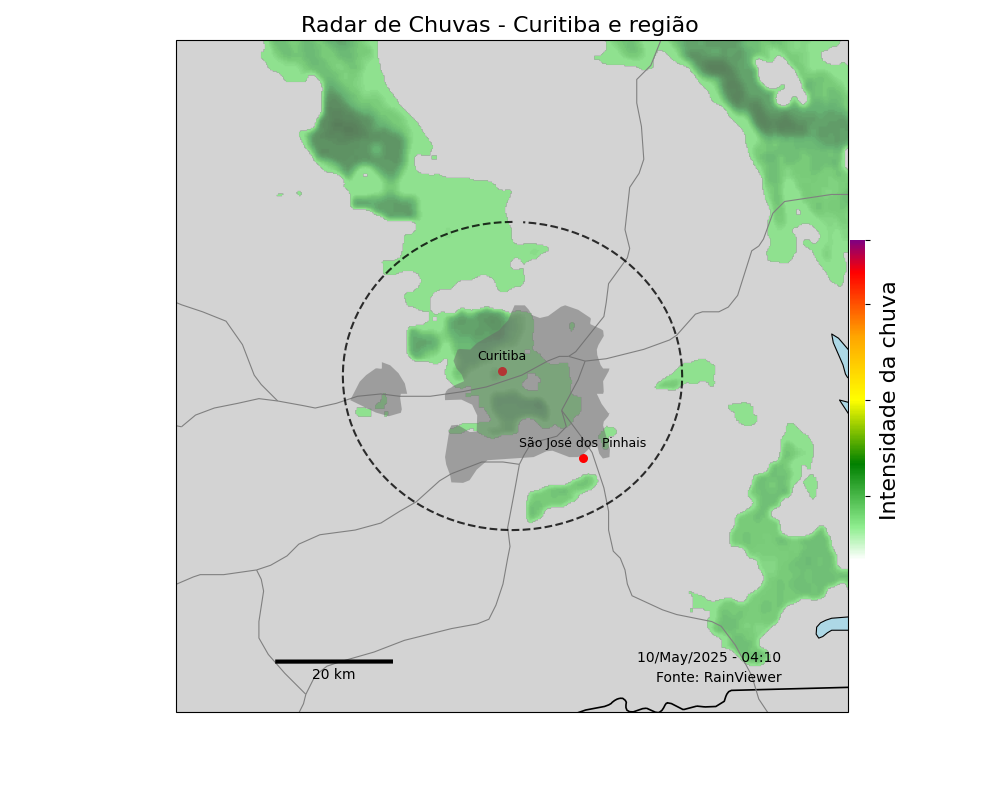 Radar de Chuvas - Curitiba e região
Curitiba
São José dos Pinhais
Intensidade da chuva
10/May/2025 - 04:10
Fonte: RainViewer
20 km